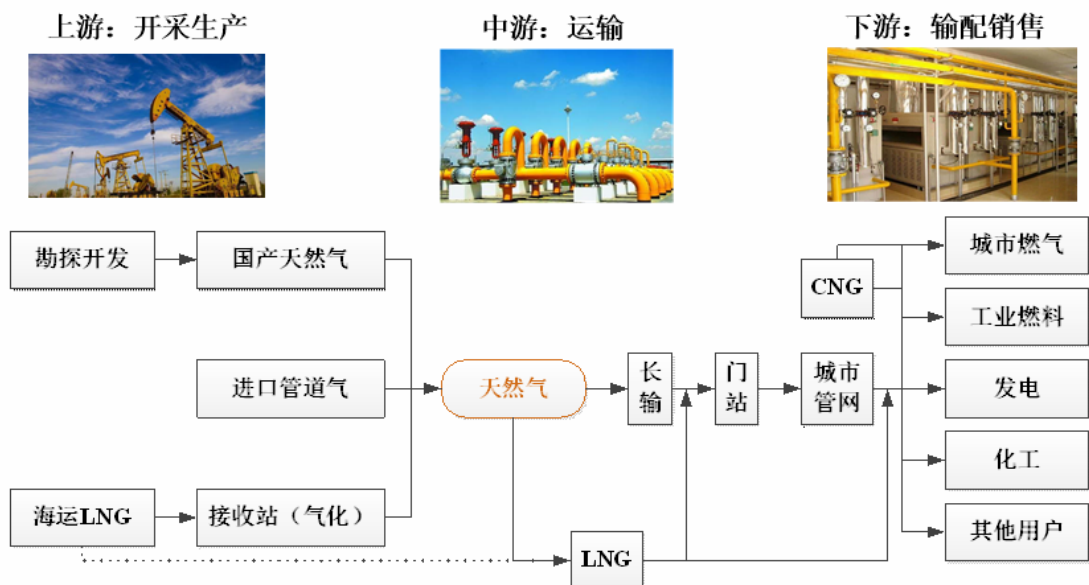 上游：开采生产
中游：运输
下游：输配销售
勘探开发
国产天然气
城市燃气
CNG
工业燃料
进口管道气
天然气
长
输
门
站
城市
管网
发电
化工
海运LNG
接收站（气化）
其他用户
LNG